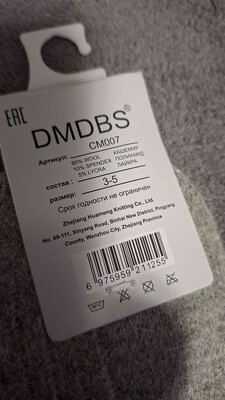 EAC
DMDBS®
Артикул: CM007
85% WOOL КАШЕМИР
10% SPENDEX ПОЛИАМИД
5% LYCRA ЛАЙКРА
состав :
размер: 3-5
Срок годности не ограничен
Zhejiang Huameng Knitting Co., Ltd.
No. 69-111, Xinyang Road, Binhai New District, Pingyang
County, Wenzhou City, Zhejiang Province
6 975959 211255